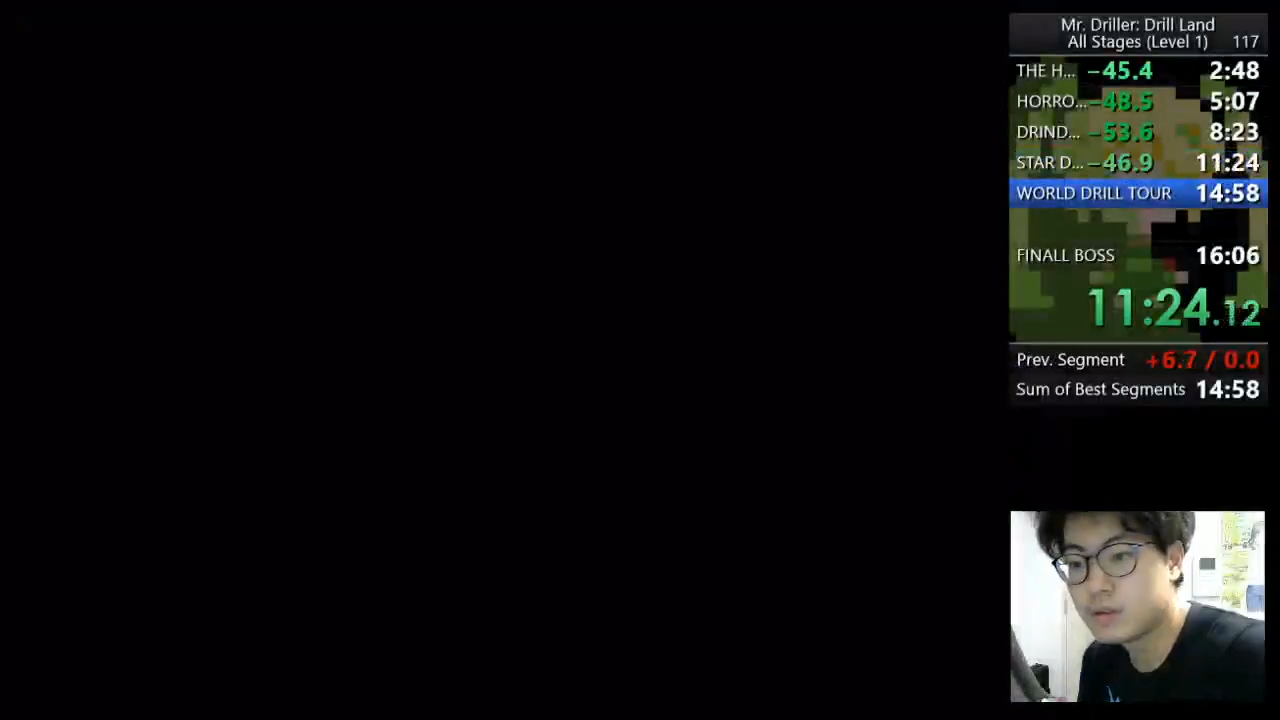 Mr. Driller: Drill Land
All Stages (Level 1) 117
THE H... -45.4 2:48
HORRO... -48.5 5:07
DRIND... -53.6 8:23
STAR D... -46.9 11:24
WORLD DRILL TOUR 14:58
FINALL BOSS 16:06
11:24.12
Prev. Segment +6.7 / 0.0
Sum of Best Segments 14:58